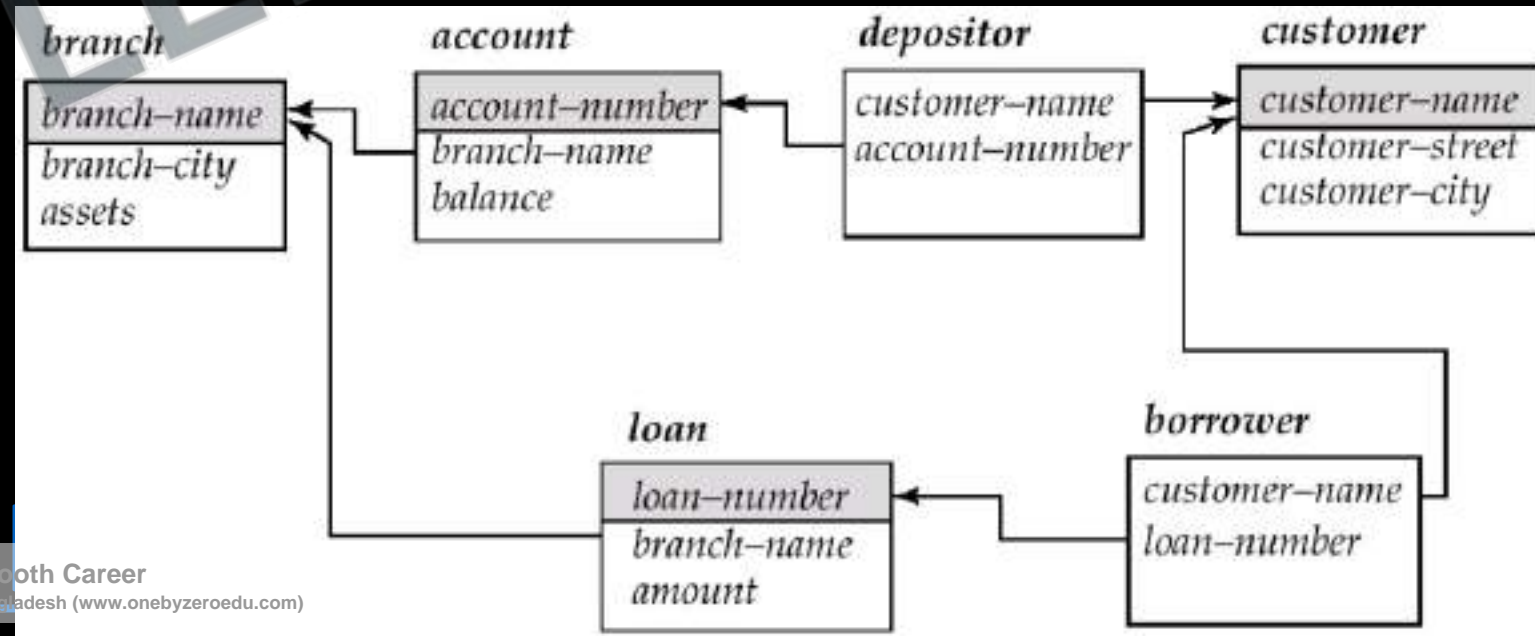 branch
branch–name
branch–city
assets
account
account–number
branch–name
balance
depositor
customer–name
account–number
customer
customer–name
customer–street
customer–city
loan
loan–number
branch–name
amount
borrower
customer–name
loan–number
Career
(www.onebyzeroedu.com)